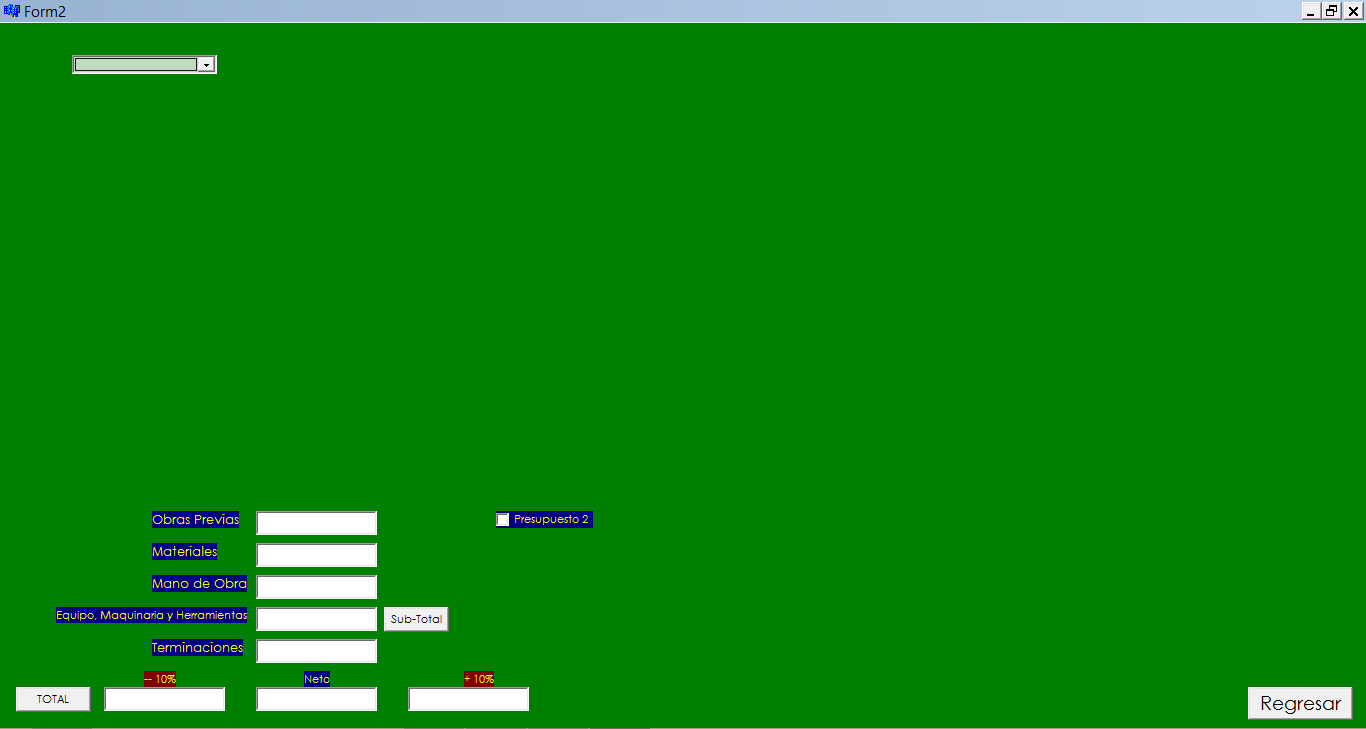 Form2
Obras Previas
Presupuesto 2
Materiales
Mano de Obra
Equipo, Maquinaria y Herramientas
Sub-Total
Terminaciones
-- 10%
Neto
+ 10%
TOTAL
Regresar